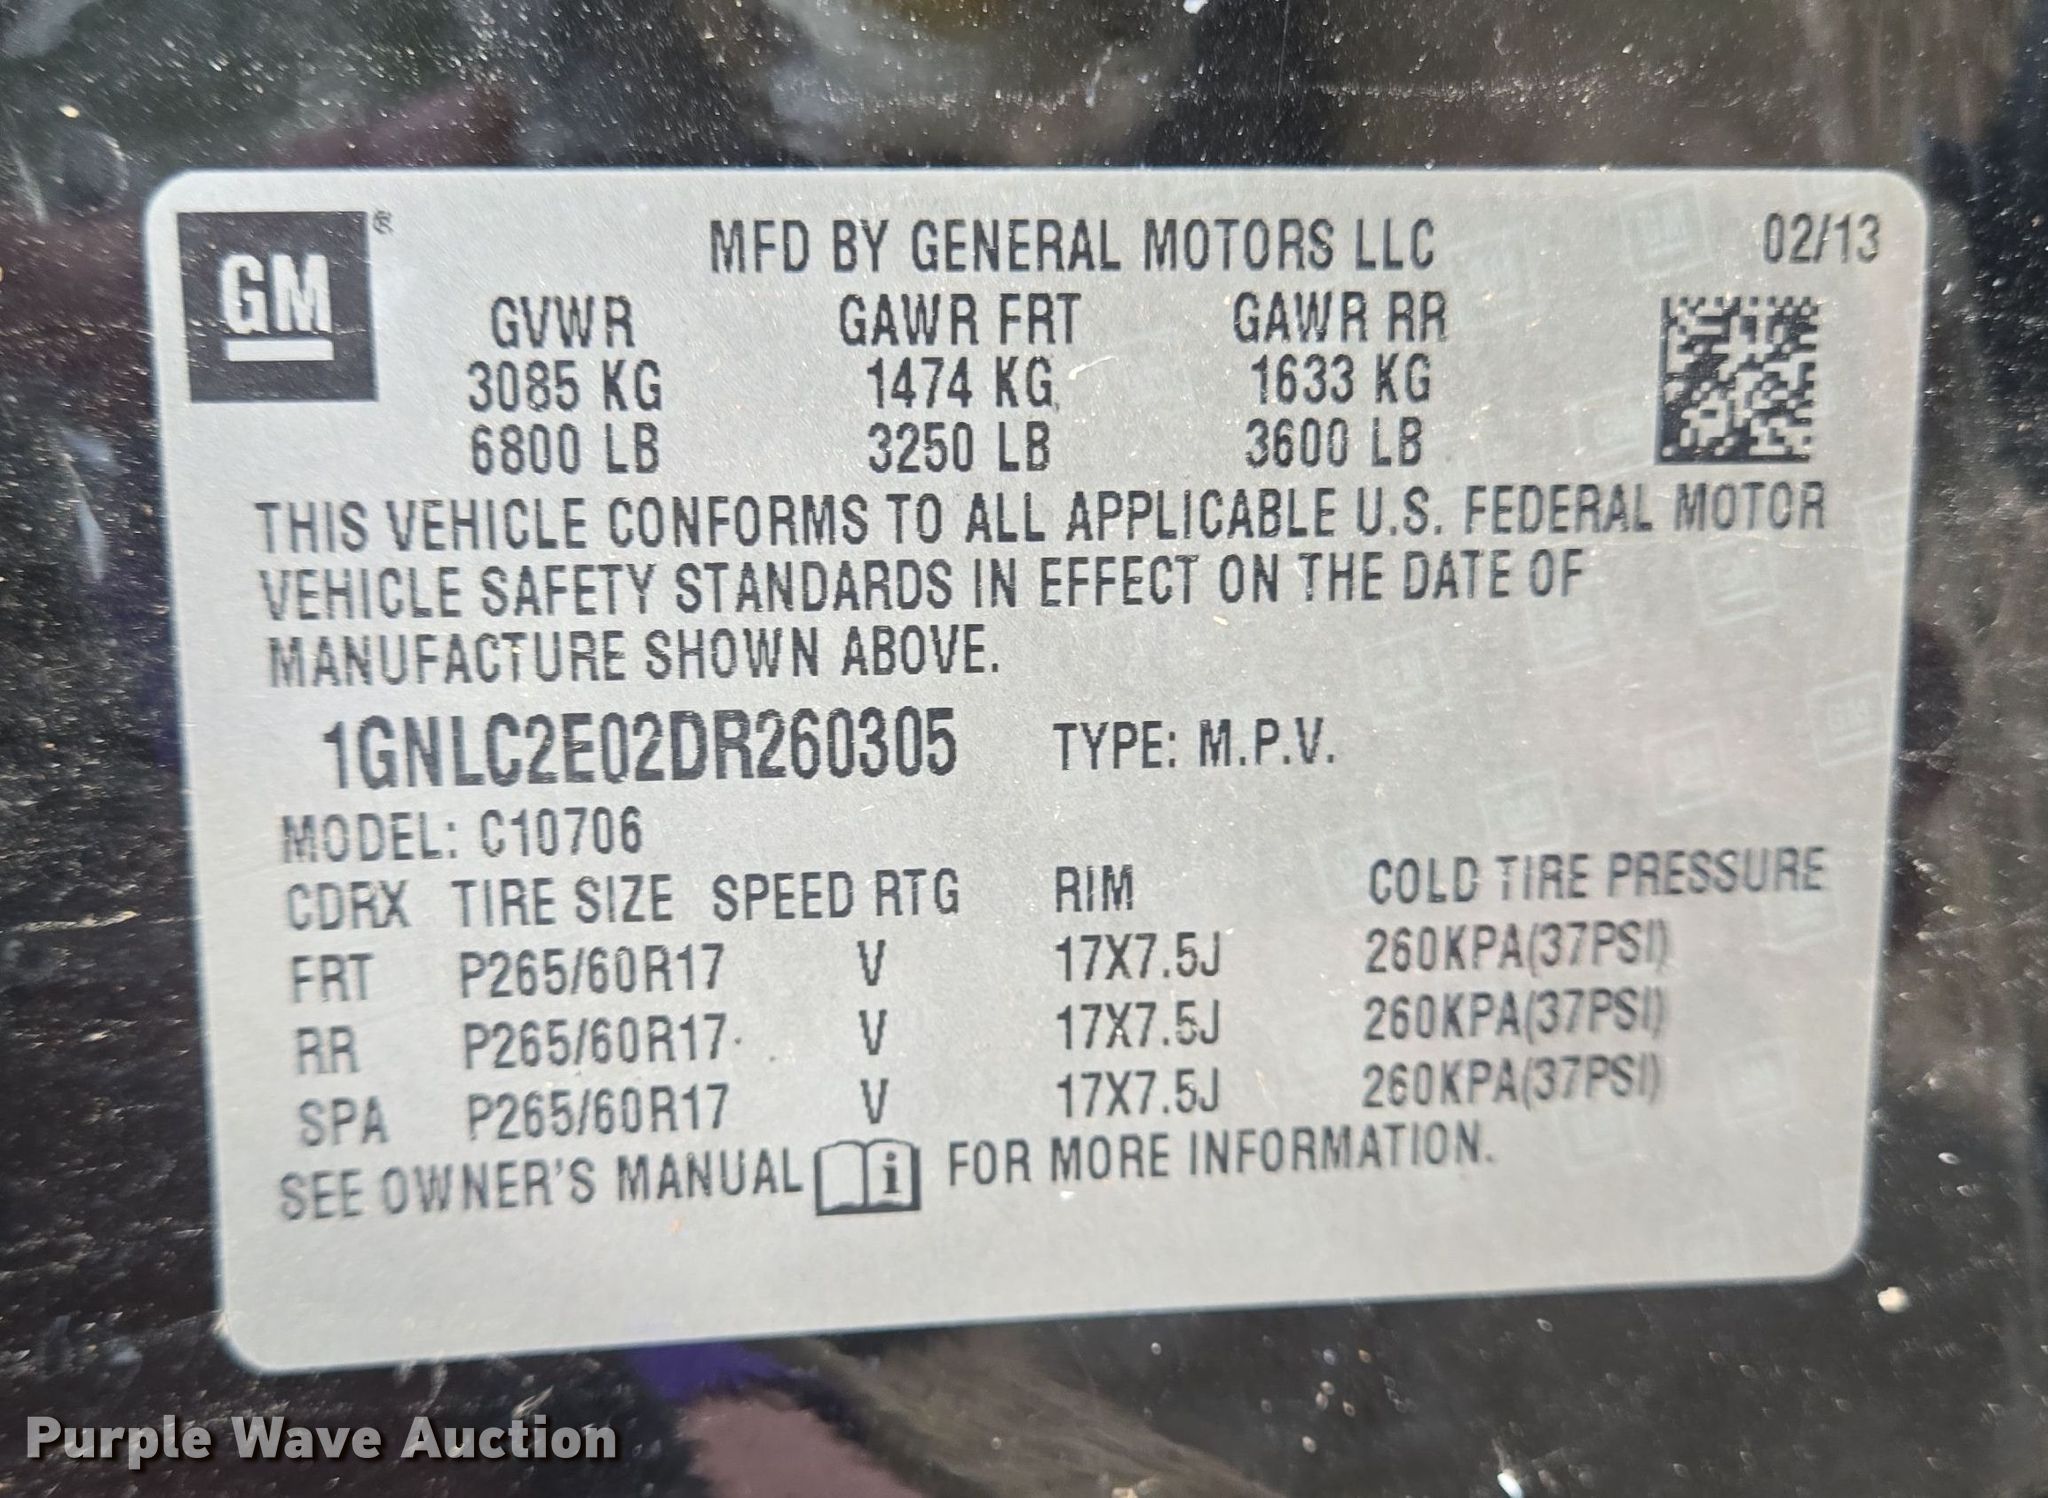 GM®
MFD BY GENERAL MOTORS LLC 02/13
GVWR GAWR FRT GAWR RR
3085 KG 1474 KG 1633 KG
6800 LB 3250 LB 3600 LB
THIS VEHICLE CONFORMS TO ALL APPLICABLE U.S. FEDERAL MOTOR
VEHICLE SAFETY STANDARDS IN EFFECT ON THE DATE OF
MANUFACTURE SHOWN ABOVE.
1GNLC2E02DR260305 TYPE: M.P.V.
MODEL: C10706
CDRX TIRE SIZE SPEED RTG RIM COLD TIRE PRESSURE
FRT P265/60R17 V 17X7.5J 260KPA(37PSI)
RR P265/60R17 V 17X7.5J 260KPA(37PSI)
SPA P265/60R17 V 17X7.5J 260KPA(37PSI)
SEE OWNER'S MANUAL i FOR MORE INFORMATION.
Purple Wave Auction